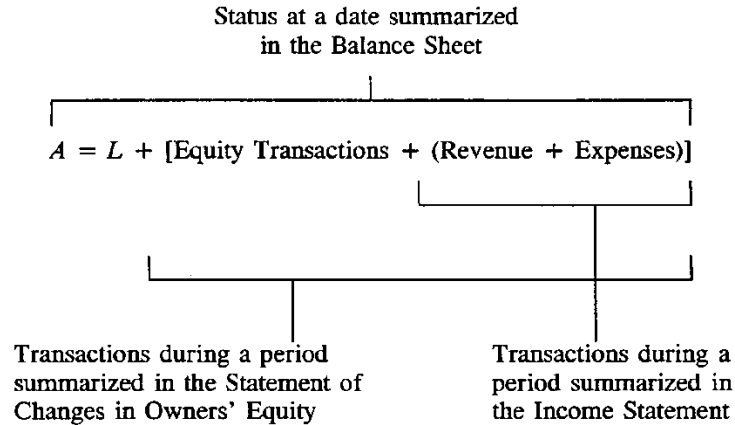 Status at a date summarized
in the Balance Sheet
A = L + [Equity Transactions + (Revenue + Expenses)]
Transactions during a period
summarized in the Statement of
Changes in Owners' Equity
Transactions during a
period summarized in
the Income Statement